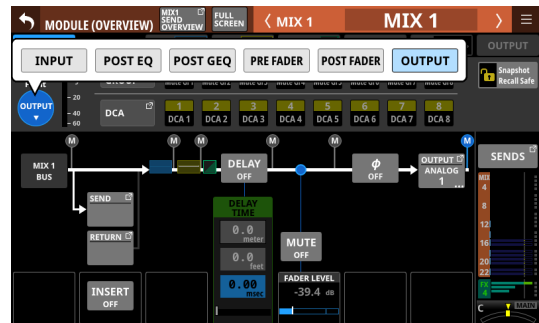 MODULE (OVERVIEW)
MIX1
SEND
OVERVIEW
FULL
SCREEN
MIX 1
MIX 1
OUTPUT
INPUT
POST EQ
POST GEQ
PRE FADER
POST FADER
OUTPUT
Snapshot
Recall Safe
OUTPUT
- 20
- 40
- 60
DCA
1 2 3 4 5 6 7 8
DCA 1 DCA 2 DCA 3 DCA 4 DCA 5 DCA 6 DCA 7 DCA 8
M M M M M M
MIX 1
BUS
DELAY
OFF
ϕ
OFF
OUTPUT
ANALOG
1
...
SENDS
SEND
RETURN
DELAY
TIME
0.0
meter
0.0
feet
0.00
msec
MUTE
OFF
FADER LEVEL
-39.4 dB
INSERT
OFF
MIX
4
8
12
16
20
22
FX
4
C
MAIN